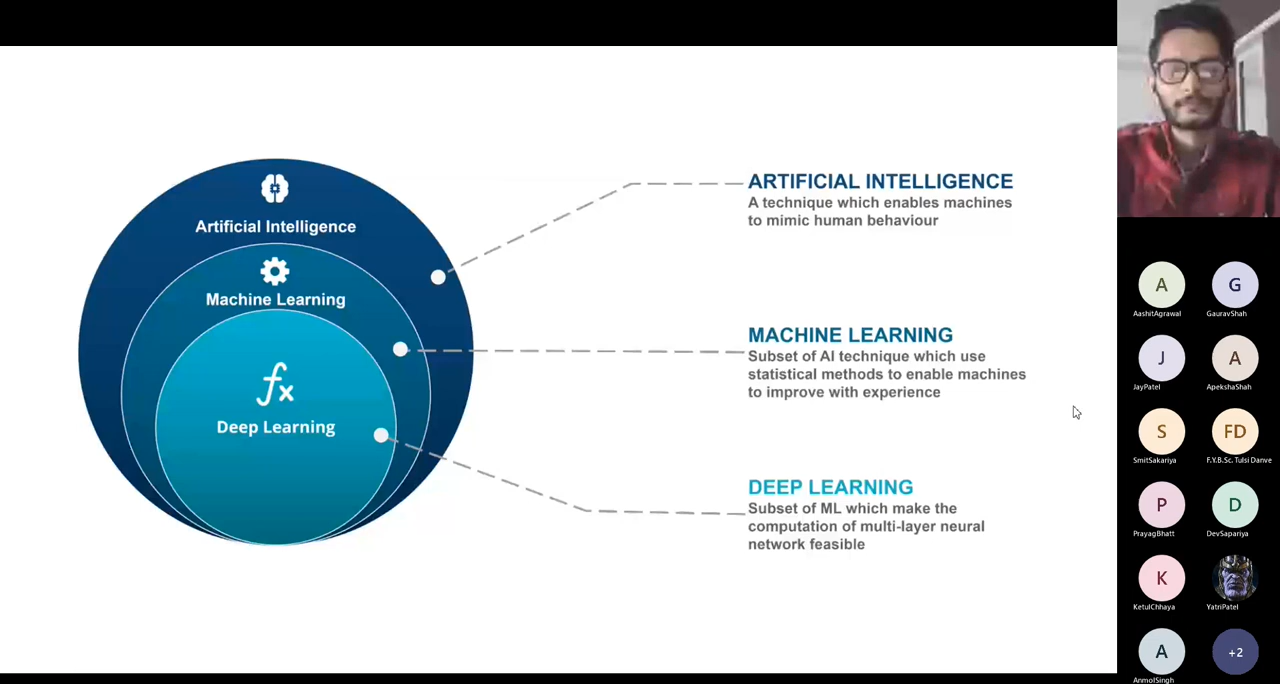 Artificial Intelligence
Machine Learning
fx
Deep Learning
ARTIFICIAL INTELLIGENCE
A technique which enables machines
to mimic human behaviour
MACHINE LEARNING
Subset of AI technique which use
statistical methods to enable machines
to improve with experience
DEEP LEARNING
Subset of ML which make the
computation of multi-layer neural
network feasible
A G
AashitAgrawal GauravShah
J A
JayPatel ApekshaShah
S FD
SmitSakariya F.Y.B.Sc. Tulsi Danve
P D
PrayagBhatt DevSapariya
K
KetulChhaya YatriPatel
A +2
AnmolSingh